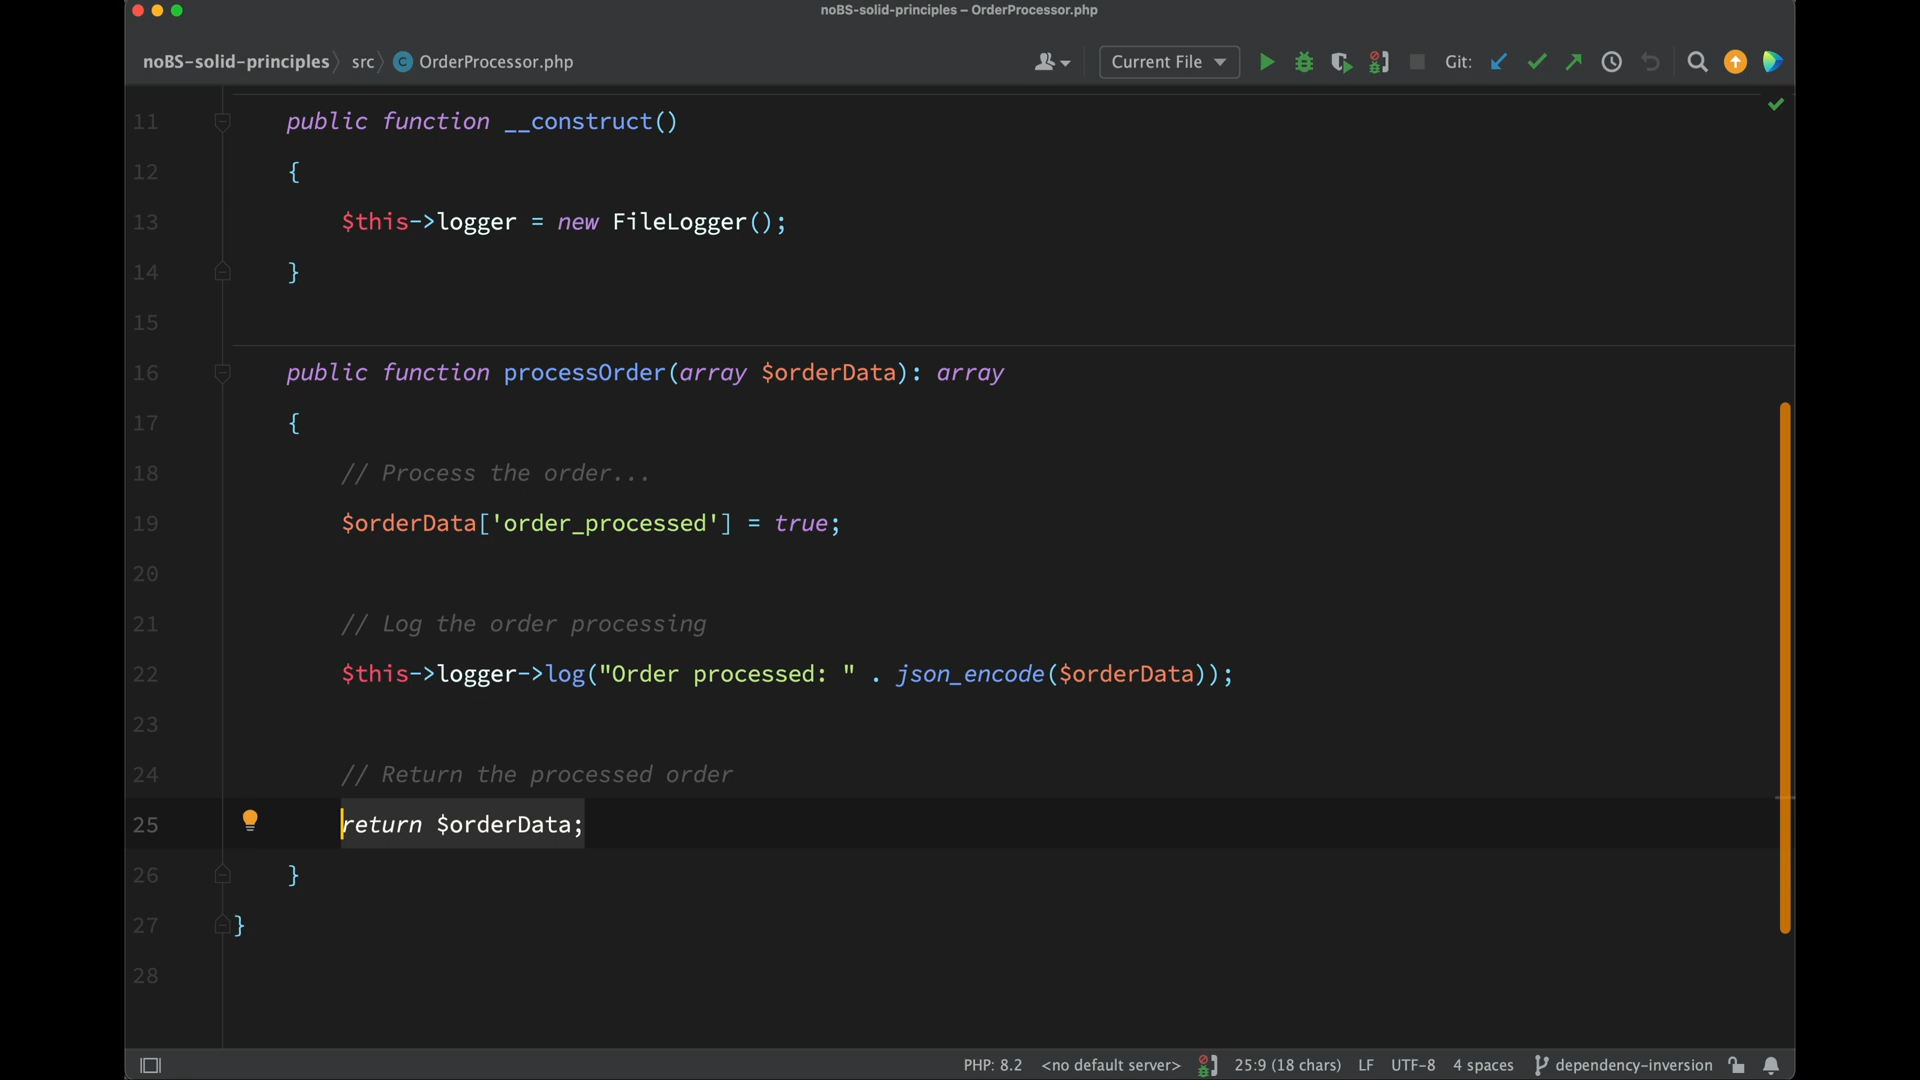 noBS-solid-principles – OrderProcessor.php
noBS-solid-principles src C OrderProcessor.php Current File Git:
11 public function __construct()
12 {
13 $this->logger = new FileLogger();
14 }
15
16 public function processOrder(array $orderData): array
17 {
18 // Process the order...
19 $orderData['order_processed'] = true;
20
21 // Log the order processing
22 $this->logger->log("Order processed: " . json_encode($orderData));
23
24 // Return the processed order
25 return $orderData;
26 }
27 }
28
PHP: 8.2 <no default server> 25:9 (18 chars) LF UTF-8 4 spaces dependency-inversion